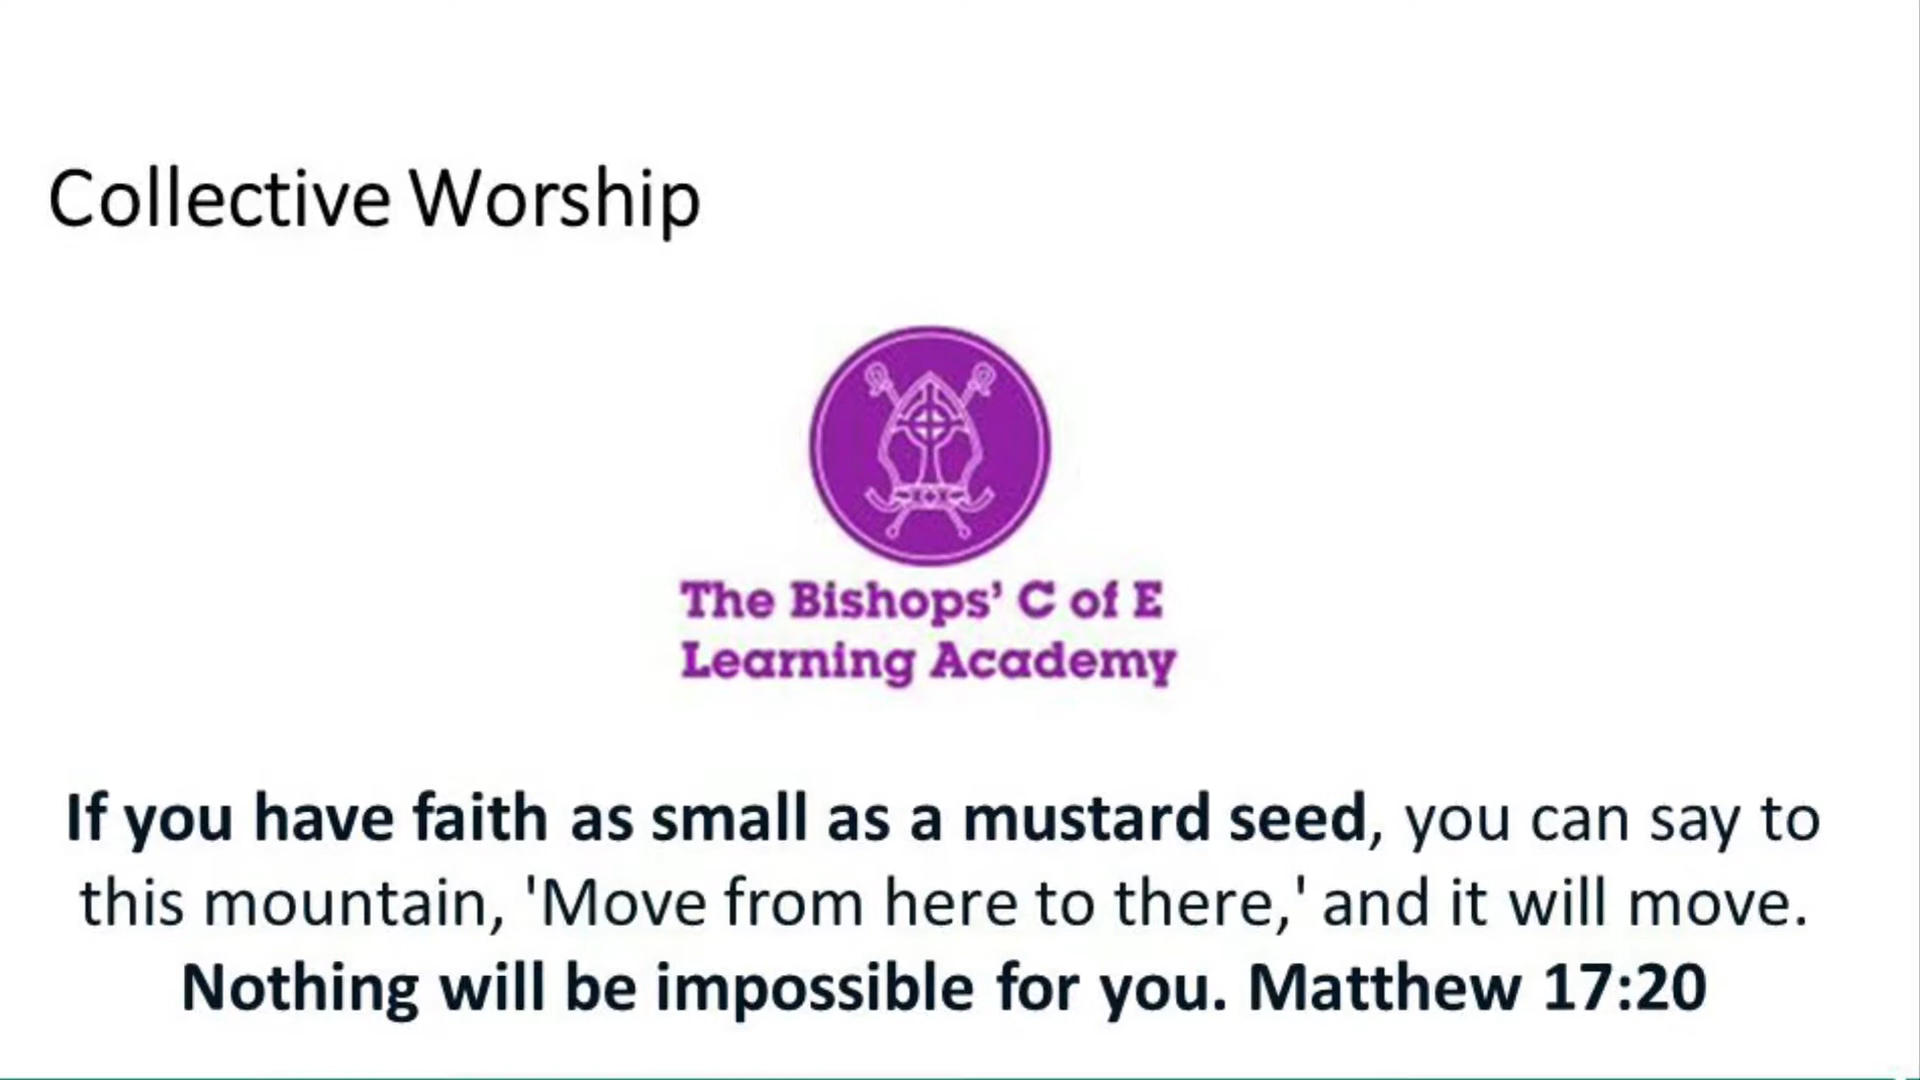 Collective Worship
The Bishops’ C of E
Learning Academy
If you have faith as small as a mustard seed, you can say to
this mountain, 'Move from here to there,' and it will move.
Nothing will be impossible for you. Matthew 17:20